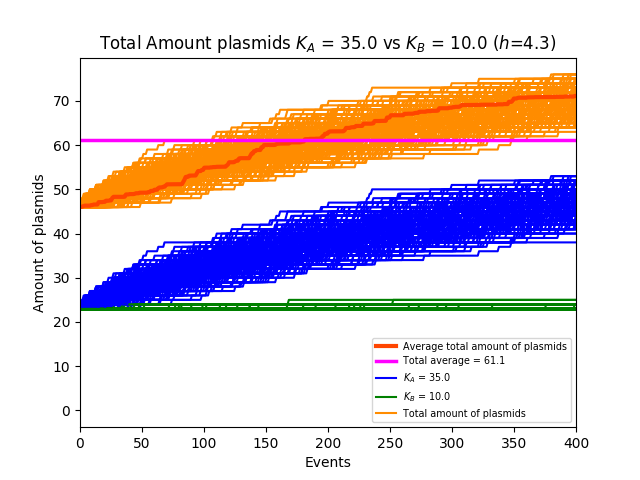 Total Amount plasmids K_A = 35.0 vs K_B = 10.0 (h=4.3)
Amount of plasmids
70
60
50
40
30
20
10
0
Average total amount of plasmids
Total average = 61.1
K_A = 35.0
K_B = 10.0
Total amount of plasmids
0 50 100 150 200 250 300 350 400
Events